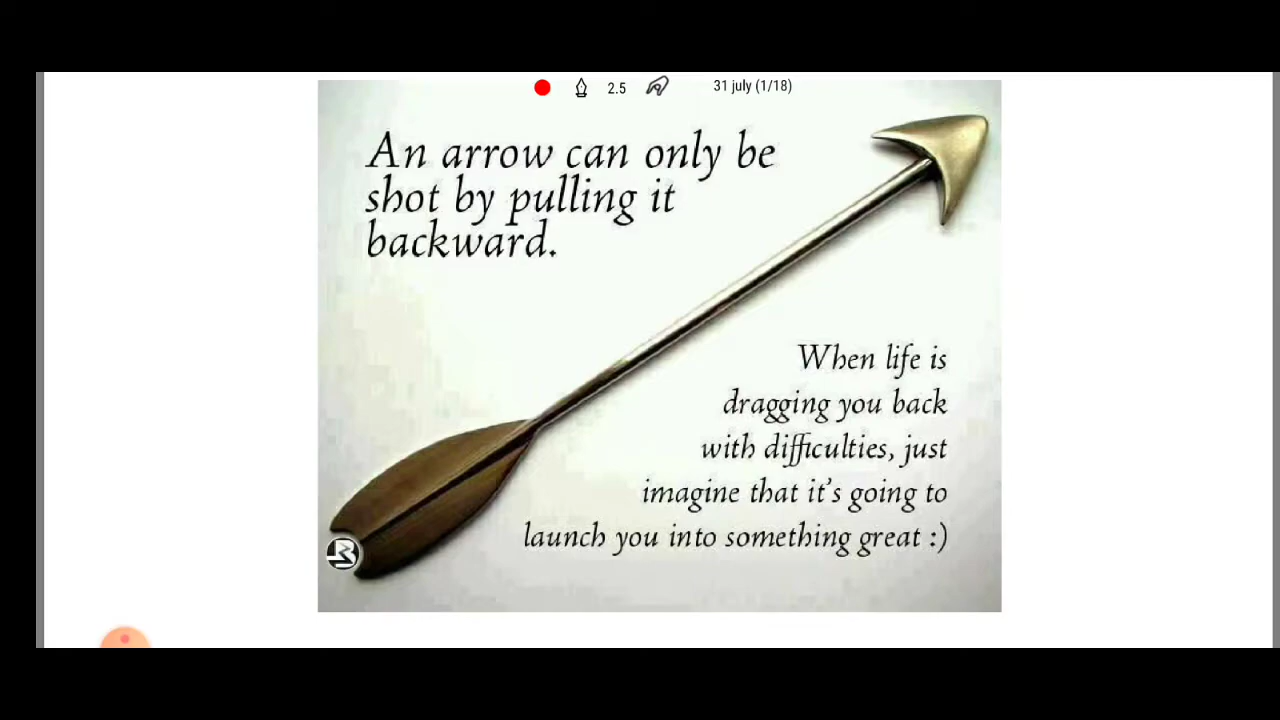 2.5
31 july (1/18)
An arrow can only be
shot by pulling it
backward.
When life is
dragging you back
with difficulties, just
imagine that it's going to
launch you into something great :)